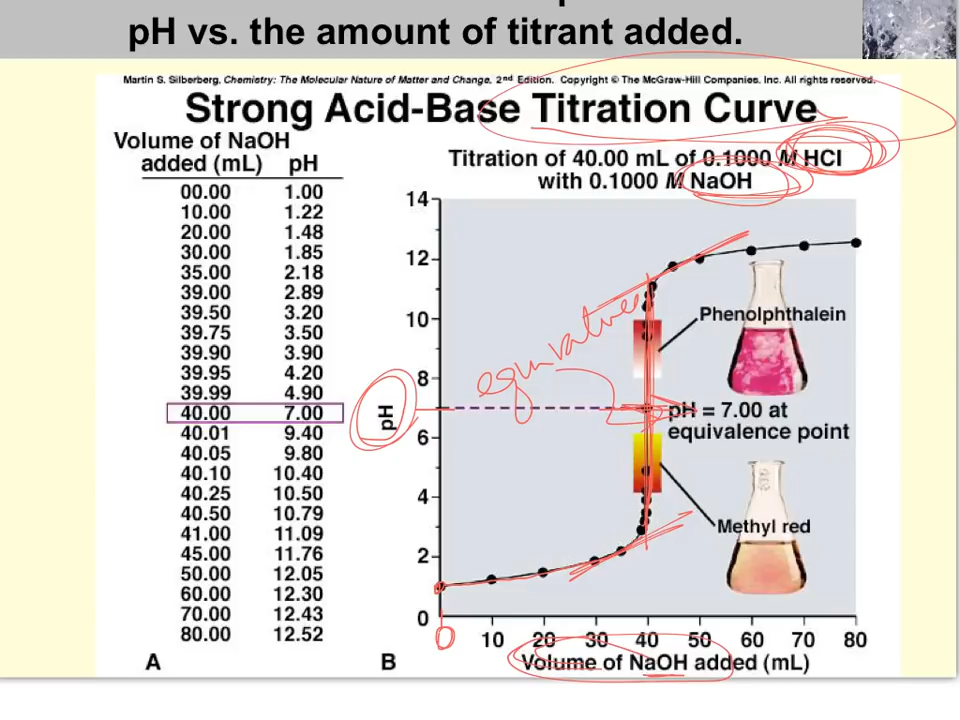 pH vs. the amount of titrant added.
Martin S. Silberberg, Chemistry: The Molecular Nature of Matter and Change, 2nd Edition. Copyright © The McGraw-Hill Companies, Inc. All rights reserved.
Strong Acid-Base Titration Curve
Volume of NaOH
added (mL) pH
00.00 1.00
10.00 1.22
20.00 1.48
30.00 1.85
35.00 2.18
39.00 2.89
39.50 3.20
39.75 3.50
39.90 3.90
39.95 4.20
39.99 4.90
40.00 7.00
40.01 9.40
40.05 9.80
40.10 10.40
40.25 10.50
40.50 10.79
41.00 11.09
45.00 11.76
50.00 12.05
60.00 12.30
70.00 12.43
80.00 12.52
A
Titration of 40.00 mL of 0.1000 M HCl
with 0.1000 M NaOH
14
12
10
8
6
4
2
0
pH
Phenolphthalein
pH = 7.00 at
equivalence point
Methyl red
0
10 20 30 40 50 60 70 80
Volume of NaOH added (mL)
B